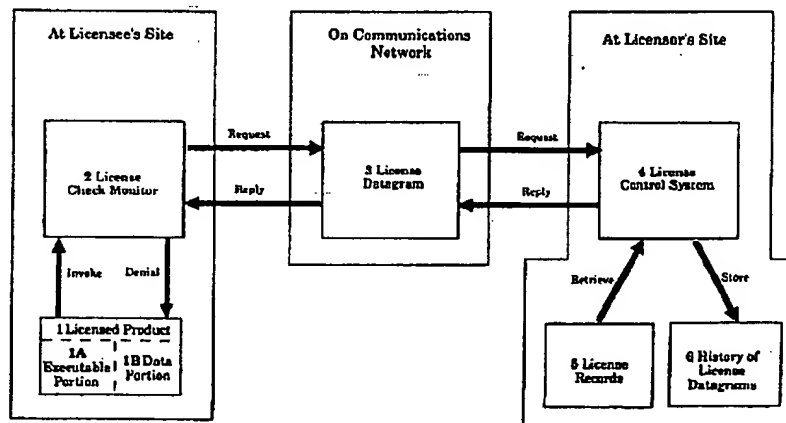 At Licensee's Site
On Communications
Network
At Licensor's Site
Request
Request
2 License
Check Monitor
3 License
Datagram
4 License
Control System
Reply
Reply
Invoke
Denial
Retrieve
Store
1 Licensed Product
1A
Executable
Portion
1B Data
Portion
5 License
Records
6 History of
License
Datagrams